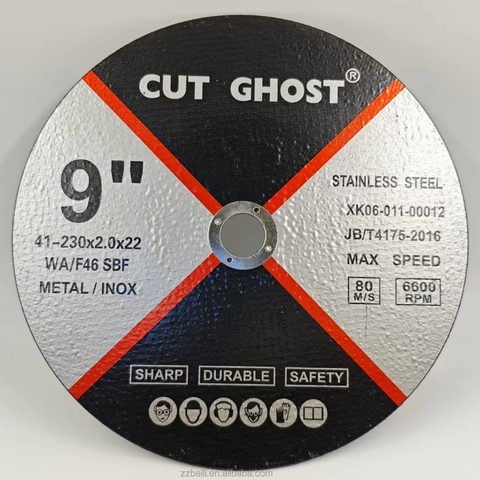 CUT GHOST®
9"
41-230x2.0x22
WA/F46 SBF
METAL / INOX
STAINLESS STEEL
XK06-011-00012
JB/T4175-2016
MAX SPEED
80 M/S
6600 RPM
SHARP DURABLE SAFETY
zzbeili.en.alibaba.com